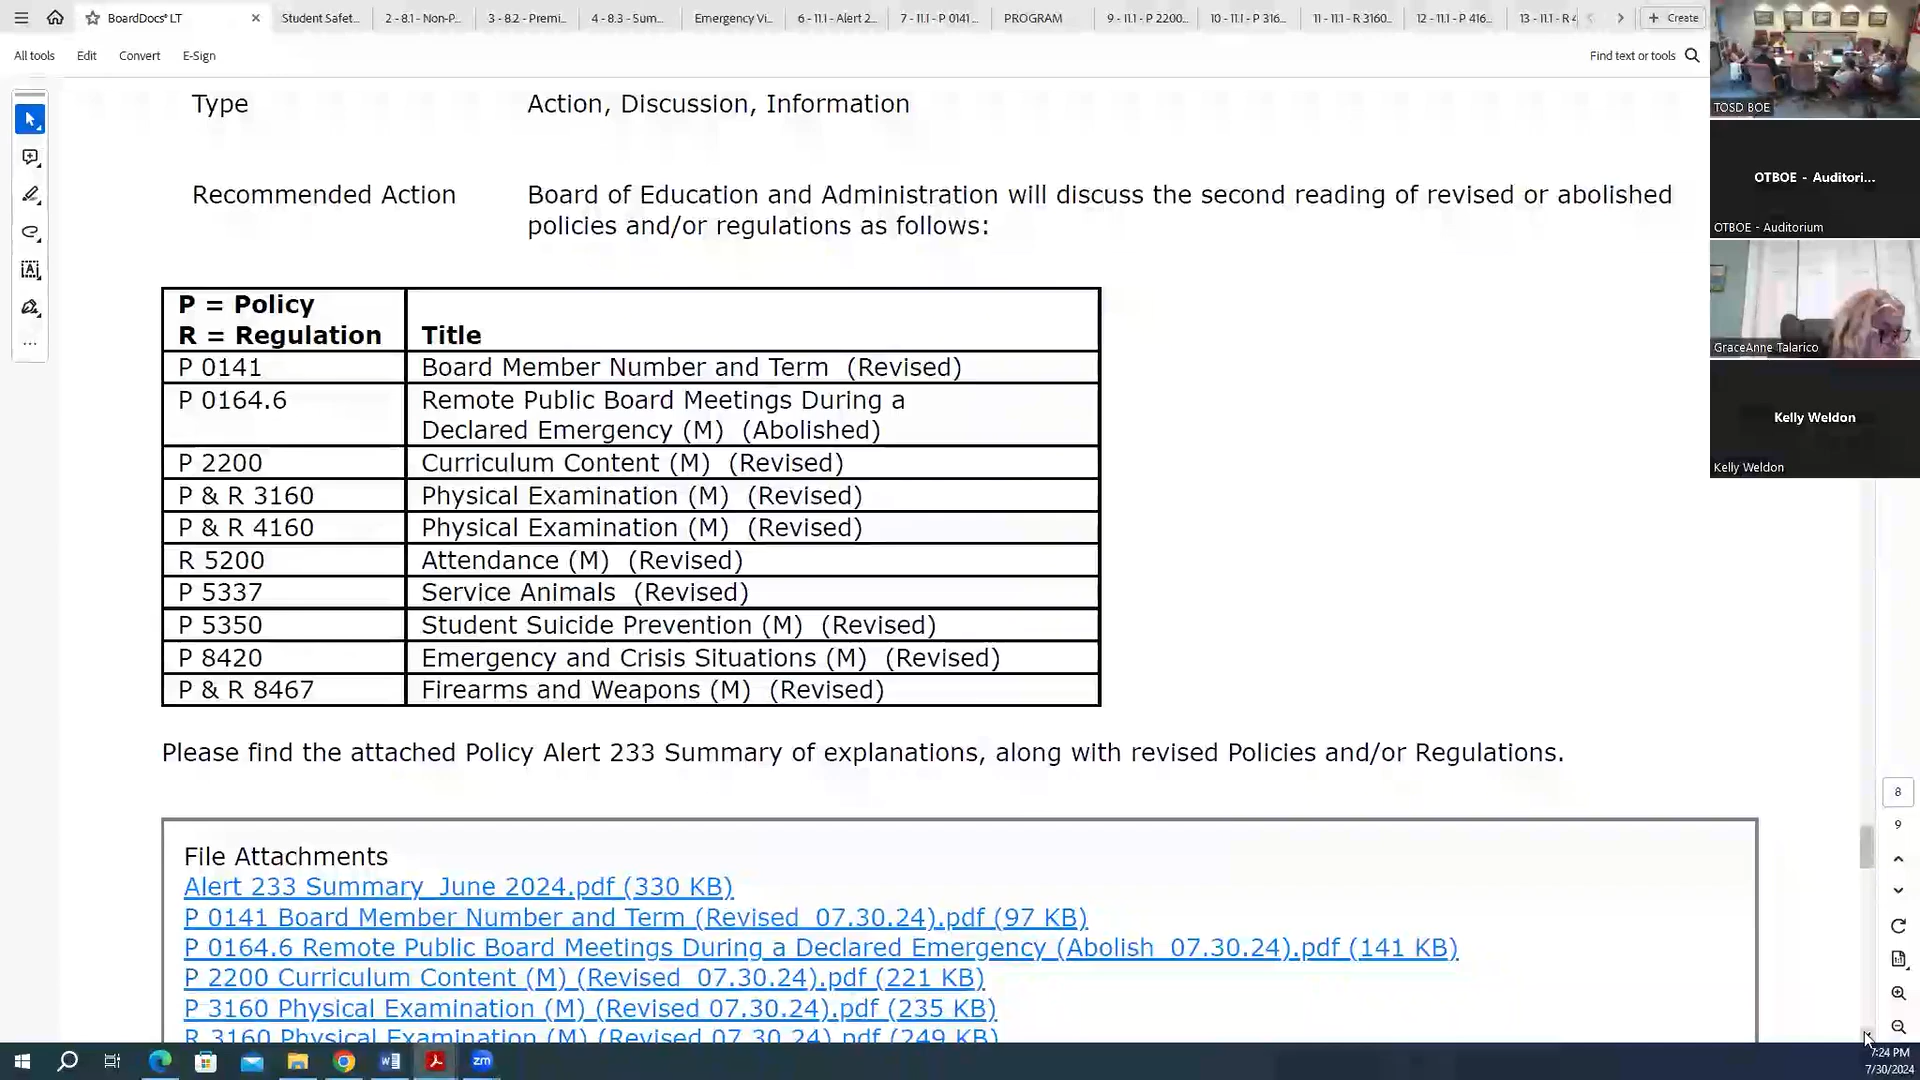 BoardDocs® LT
Student Safet...
2 - 8.1 - Non-P...
3 - 8.2 - Premi...
4 - 8.3 - Sum...
Emergency Vi...
6 - 11.1 - Alert 2...
7 - 11.1 - P 0141 ...
PROGRAM
9 - 11.1 - P 2200...
10 - 11.1 - P 316...
11 - 11.1 - R 3160...
12 - 11.1 - P 416...
13 - 11.1 - R 4
Create
All tools
Edit
Convert
E-Sign
Find text or tools
Type Action, Discussion, Information
Recommended Action Board of Education and Administration will discuss the second reading of revised or abolished
policies and/or regulations as follows:
P = Policy
R = Regulation Title
P 0141 Board Member Number and Term (Revised)
P 0164.6 Remote Public Board Meetings During a
Declared Emergency (M) (Abolished)
P 2200 Curriculum Content (M) (Revised)
P & R 3160 Physical Examination (M) (Revised)
P & R 4160 Physical Examination (M) (Revised)
R 5200 Attendance (M) (Revised)
P 5337 Service Animals (Revised)
P 5350 Student Suicide Prevention (M) (Revised)
P 8420 Emergency and Crisis Situations (M) (Revised)
P & R 8467 Firearms and Weapons (M) (Revised)
Please find the attached Policy Alert 233 Summary of explanations, along with revised Policies and/or Regulations.
File Attachments
Alert 233 Summary_June 2024.pdf (330 KB)
P 0141 Board Member Number and Term (Revised_07.30.24).pdf (97 KB)
P 0164.6 Remote Public Board Meetings During a Declared Emergency (Abolish_07.30.24).pdf (141 KB)
P 2200 Curriculum Content (M) (Revised_07.30.24).pdf (221 KB)
P 3160 Physical Examination (M) (Revised 07.30.24).pdf (235 KB)
R 3160 Physical Examination (M) (Revised 07.30.24).pdf (249 KB)
TOSD BOE
OTBOE - Auditori...
OTBOE - Auditorium
GraceAnne Talarico
Kelly Weldon
Kelly Weldon
8
9
7:24 PM
7/30/2024